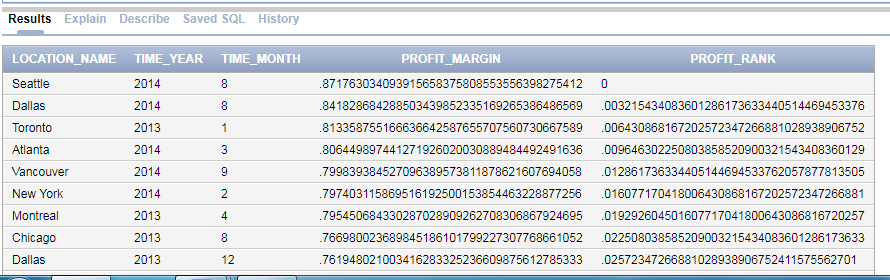 Results Explain Describe Saved SQL History
LOCATION_NAME TIME_YEAR TIME_MONTH PROFIT_MARGIN PROFIT_RANK
Seattle 2014 8 .871763034093915658375808553556398275412 0
Dallas 2014 8 .841828684288503439852335169265386486569 .003215434083601286173633440514469453376
Toronto 2013 1 .813358755166636642587655707560730667589 .006430868167202572347266881028938906752
Atlanta 2014 3 .806449897441271926020030889484492491636 .009646302250803858520900321543408360129
Vancouver 2014 9 .799839384527096389573811878621607694058 .012861736334405144694533762057877813505
New York 2014 2 .797403115869516192500153854463228877256 .016077170418006430868167202572347266881
Montreal 2013 4 .795450684330287028909262708306867924695 .019292604501607717041800643086816720257
Chicago 2013 8 .766980023689845186101799227307768661052 .022508038585209003215434083601286173633
Dallas 2013 12 .761948021003416283325236609875612785333 .02572347266881028938906752411575562701